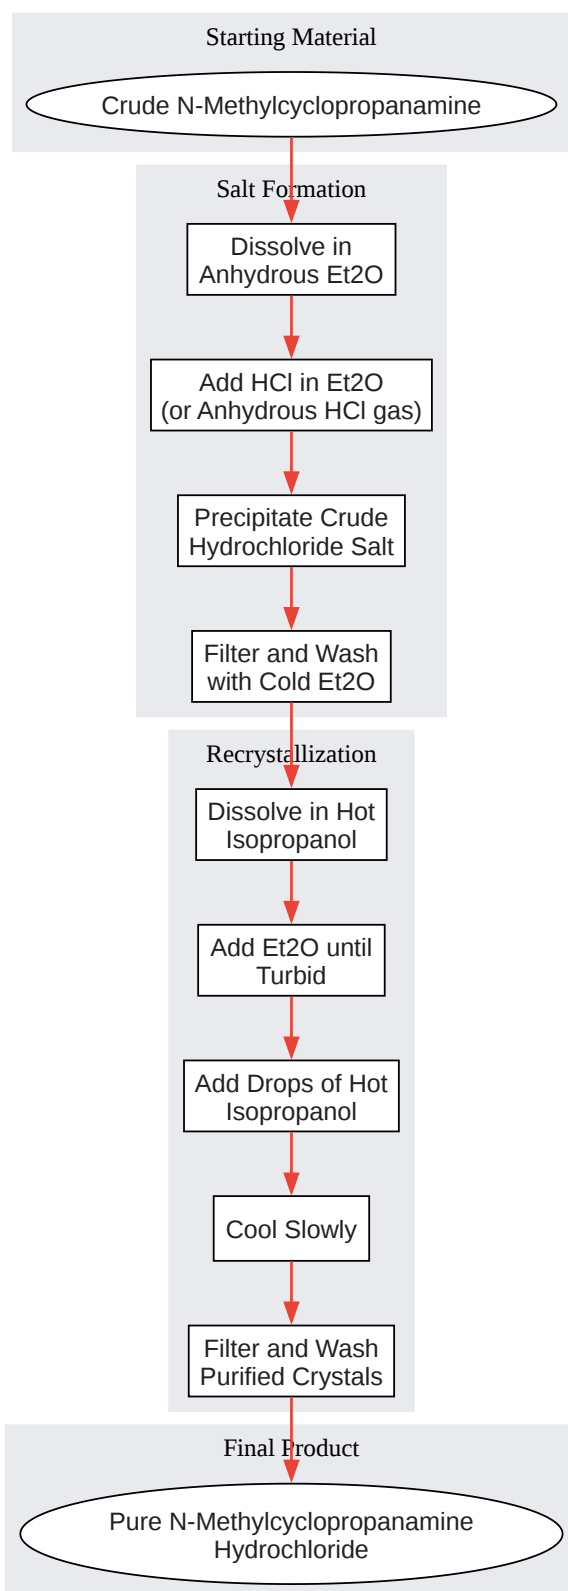 Starting Material
Crude N-Methylcyclopropanamine
Salt Formation
Dissolve in
Anhydrous Et2O
Add HCl in Et2O
(or Anhydrous HCl gas)
Precipitate Crude
Hydrochloride Salt
Filter and Wash
with Cold Et2O
Recrystallization
Dissolve in Hot
Isopropanol
Add Et2O until
Turbid
Add Drops of Hot
Isopropanol
Cool Slowly
Filter and Wash
Purified Crystals
Final Product
Pure N-Methylcyclopropanamine
Hydrochloride